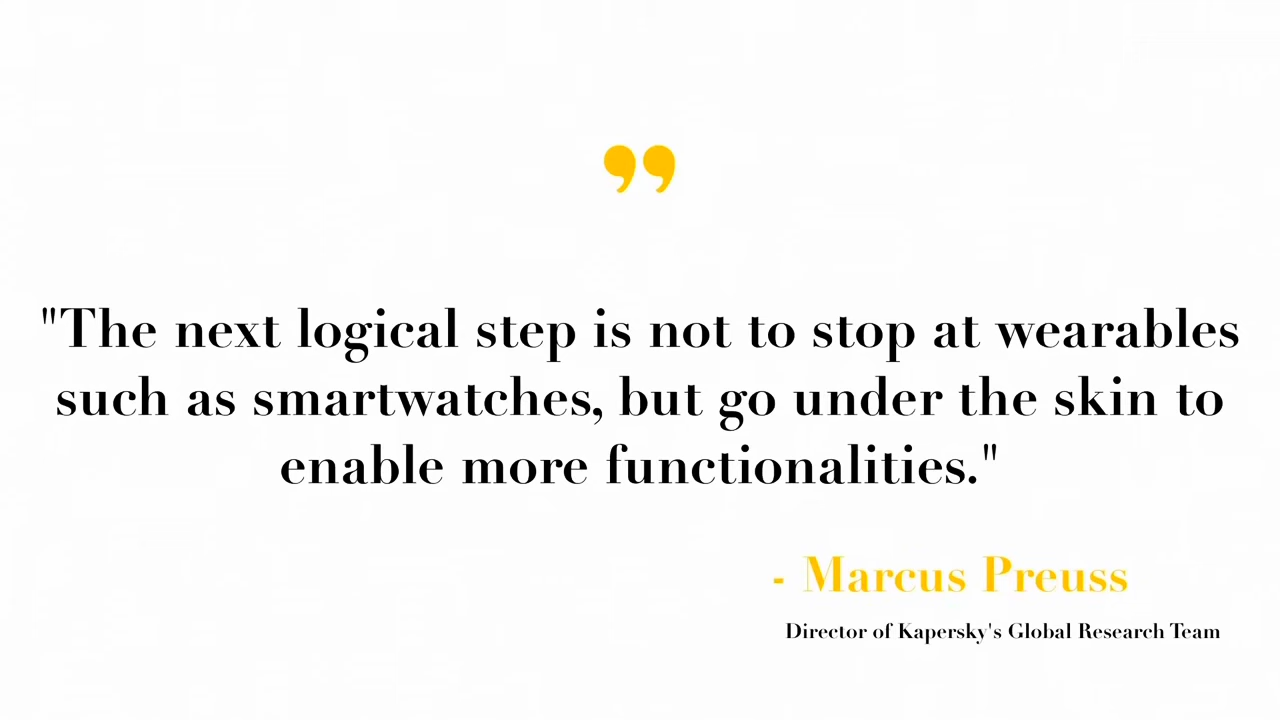 ”
"The next logical step is not to stop at wearables
such as smartwatches, but go under the skin to
enable more functionalities."
- Marcus Preuss
Director of Kapersky's Global Research Team